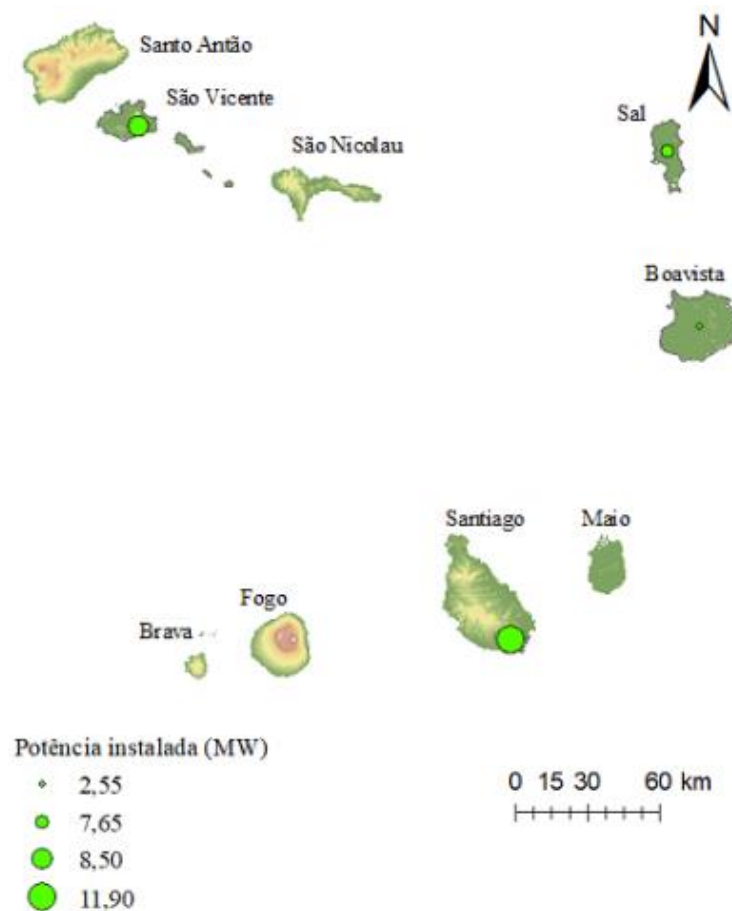 N
Santo Antão
São Vicente
Sal
São Nicolau
Boavista
Santiago
Maio
Fogo
Brava
Potência instalada (MW)
2,55
7,65
8,50
11,90
0 15 30 60 km